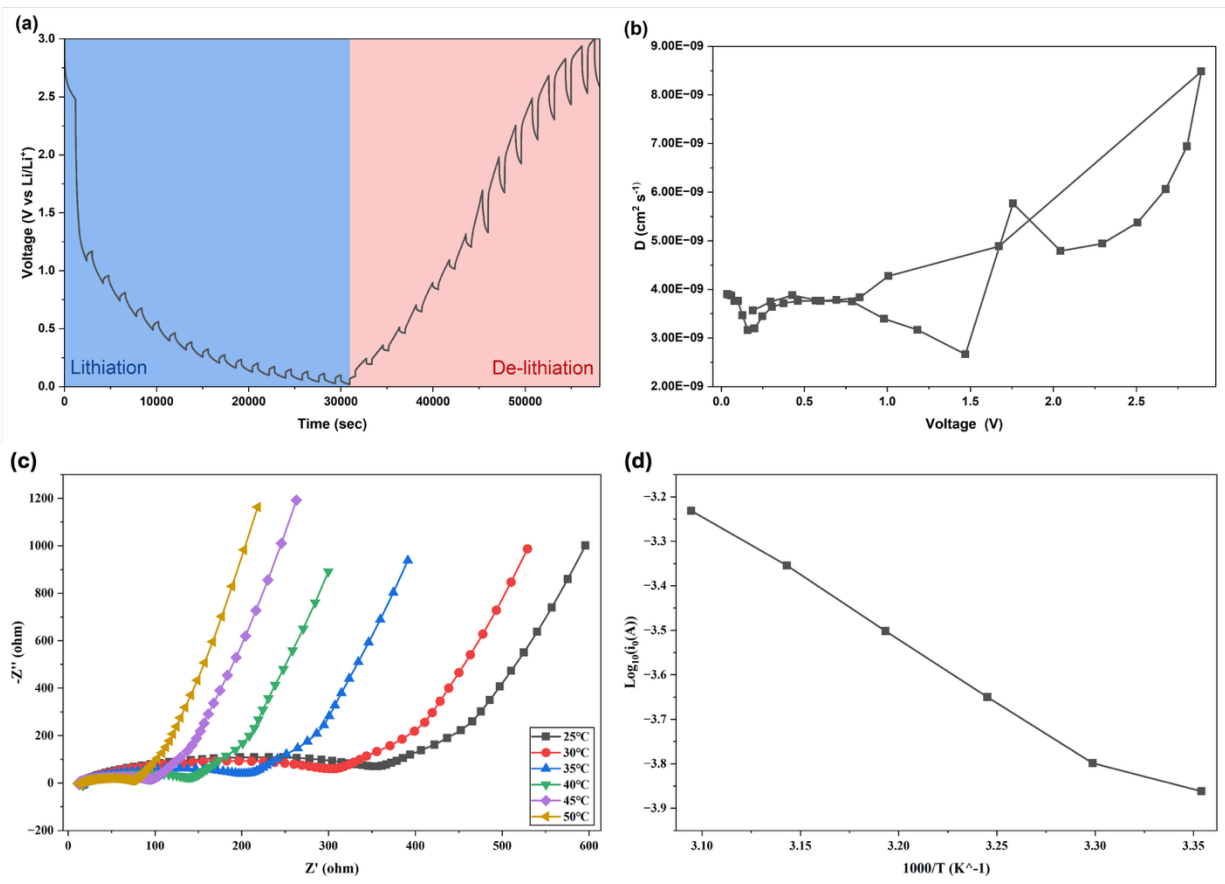 (a)
3.0
2.5
2.0
1.5
1.0
0.5
0.0
Voltage (V vs Li/Li⁺)
Lithiation
De-lithiation
0
10000
20000
30000
40000
50000
Time (sec)
(b)
9.00E−09
8.00E−09
7.00E−09
6.00E−09
5.00E−09
4.00E−09
3.00E−09
2.00E−09
D (cm² s⁻¹)
0.0
0.5
1.0
1.5
2.0
2.5
Voltage (V)
(c)
1200
1000
800
600
400
200
0
−200
-Z'' (ohm)
25℃
30℃
35℃
40℃
45℃
50℃
0
100
200
300
400
500
600
Z' (ohm)
(d)
−3.2
−3.3
−3.4
−3.5
−3.6
−3.7
−3.8
−3.9
Log₁₀(i₀(A))
3.10
3.15
3.20
3.25
3.30
3.35
1000/T (K^-1)